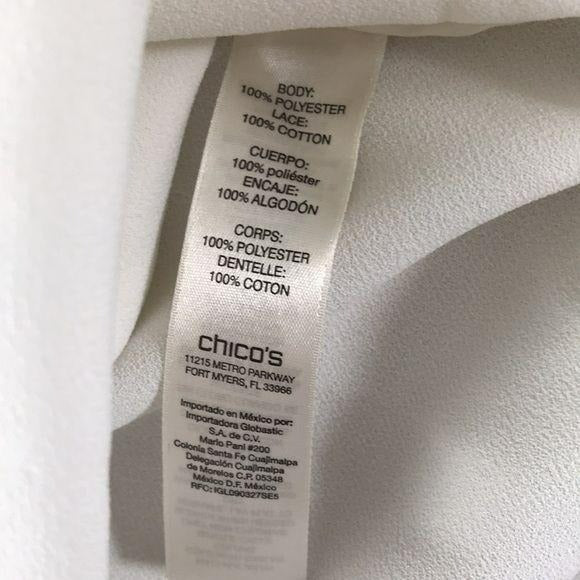 BODY:
100% POLYESTER
LACE:
100% COTTON
CUERPO:
100% poliéster
ENCAJE:
100% ALGODÓN
CORPS:
100% POLYESTER
DENTELLE:
100% COTON
chico's
11215 METRO PARKWAY
FORT MYERS, FL 33966
Importado en México por:
Importadora Globastic
S.A. de C.V.
Mario Pani #200
Colonia Santa Fe Cuajimalpa
Delegación Cuajimalpa
de Morelos C.P. 05348
México D.F. México
RFC: IGL090327SE5